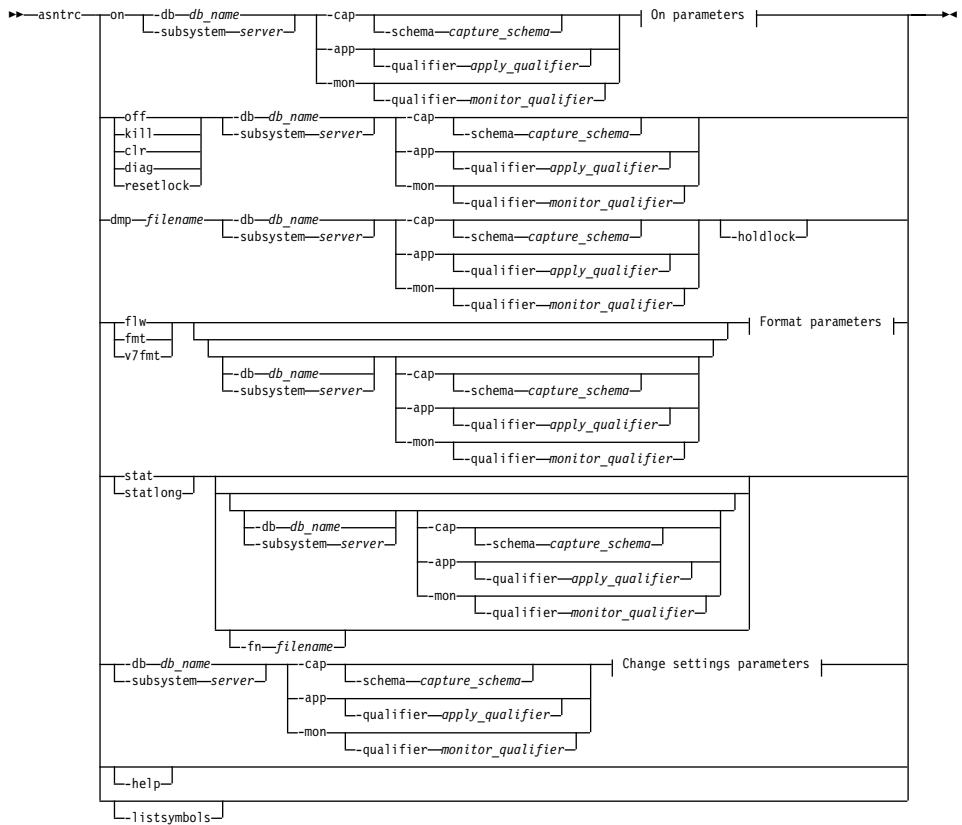 asntrc on -db db_name -cap On parameters
-subsystem server -schema capture_schema
-app
-qualifier apply_qualifier
-mon
-qualifier monitor_qualifier
off -db db_name -cap
kill -subsystem server -schema capture_schema
clr -app
diag -qualifier apply_qualifier
resetlock -mon
-qualifier monitor_qualifier
dmp filename -db db_name -cap
-subsystem server -schema capture_schema -holdlock
-app
-qualifier apply_qualifier
-mon
-qualifier monitor_qualifier
flw Format parameters
fmt
v7fmt
-db db_name -cap
-subsystem server -schema capture_schema
-app
-qualifier apply_qualifier
-mon
-qualifier monitor_qualifier
stat
statlong
-db db_name -cap
-subsystem server -schema capture_schema
-app
-qualifier apply_qualifier
-mon
-qualifier monitor_qualifier
-fn filename
-db db_name -cap Change settings parameters
-subsystem server -schema capture_schema
-app
-qualifier apply_qualifier
-mon
-qualifier monitor_qualifier
-help
-listsymbols